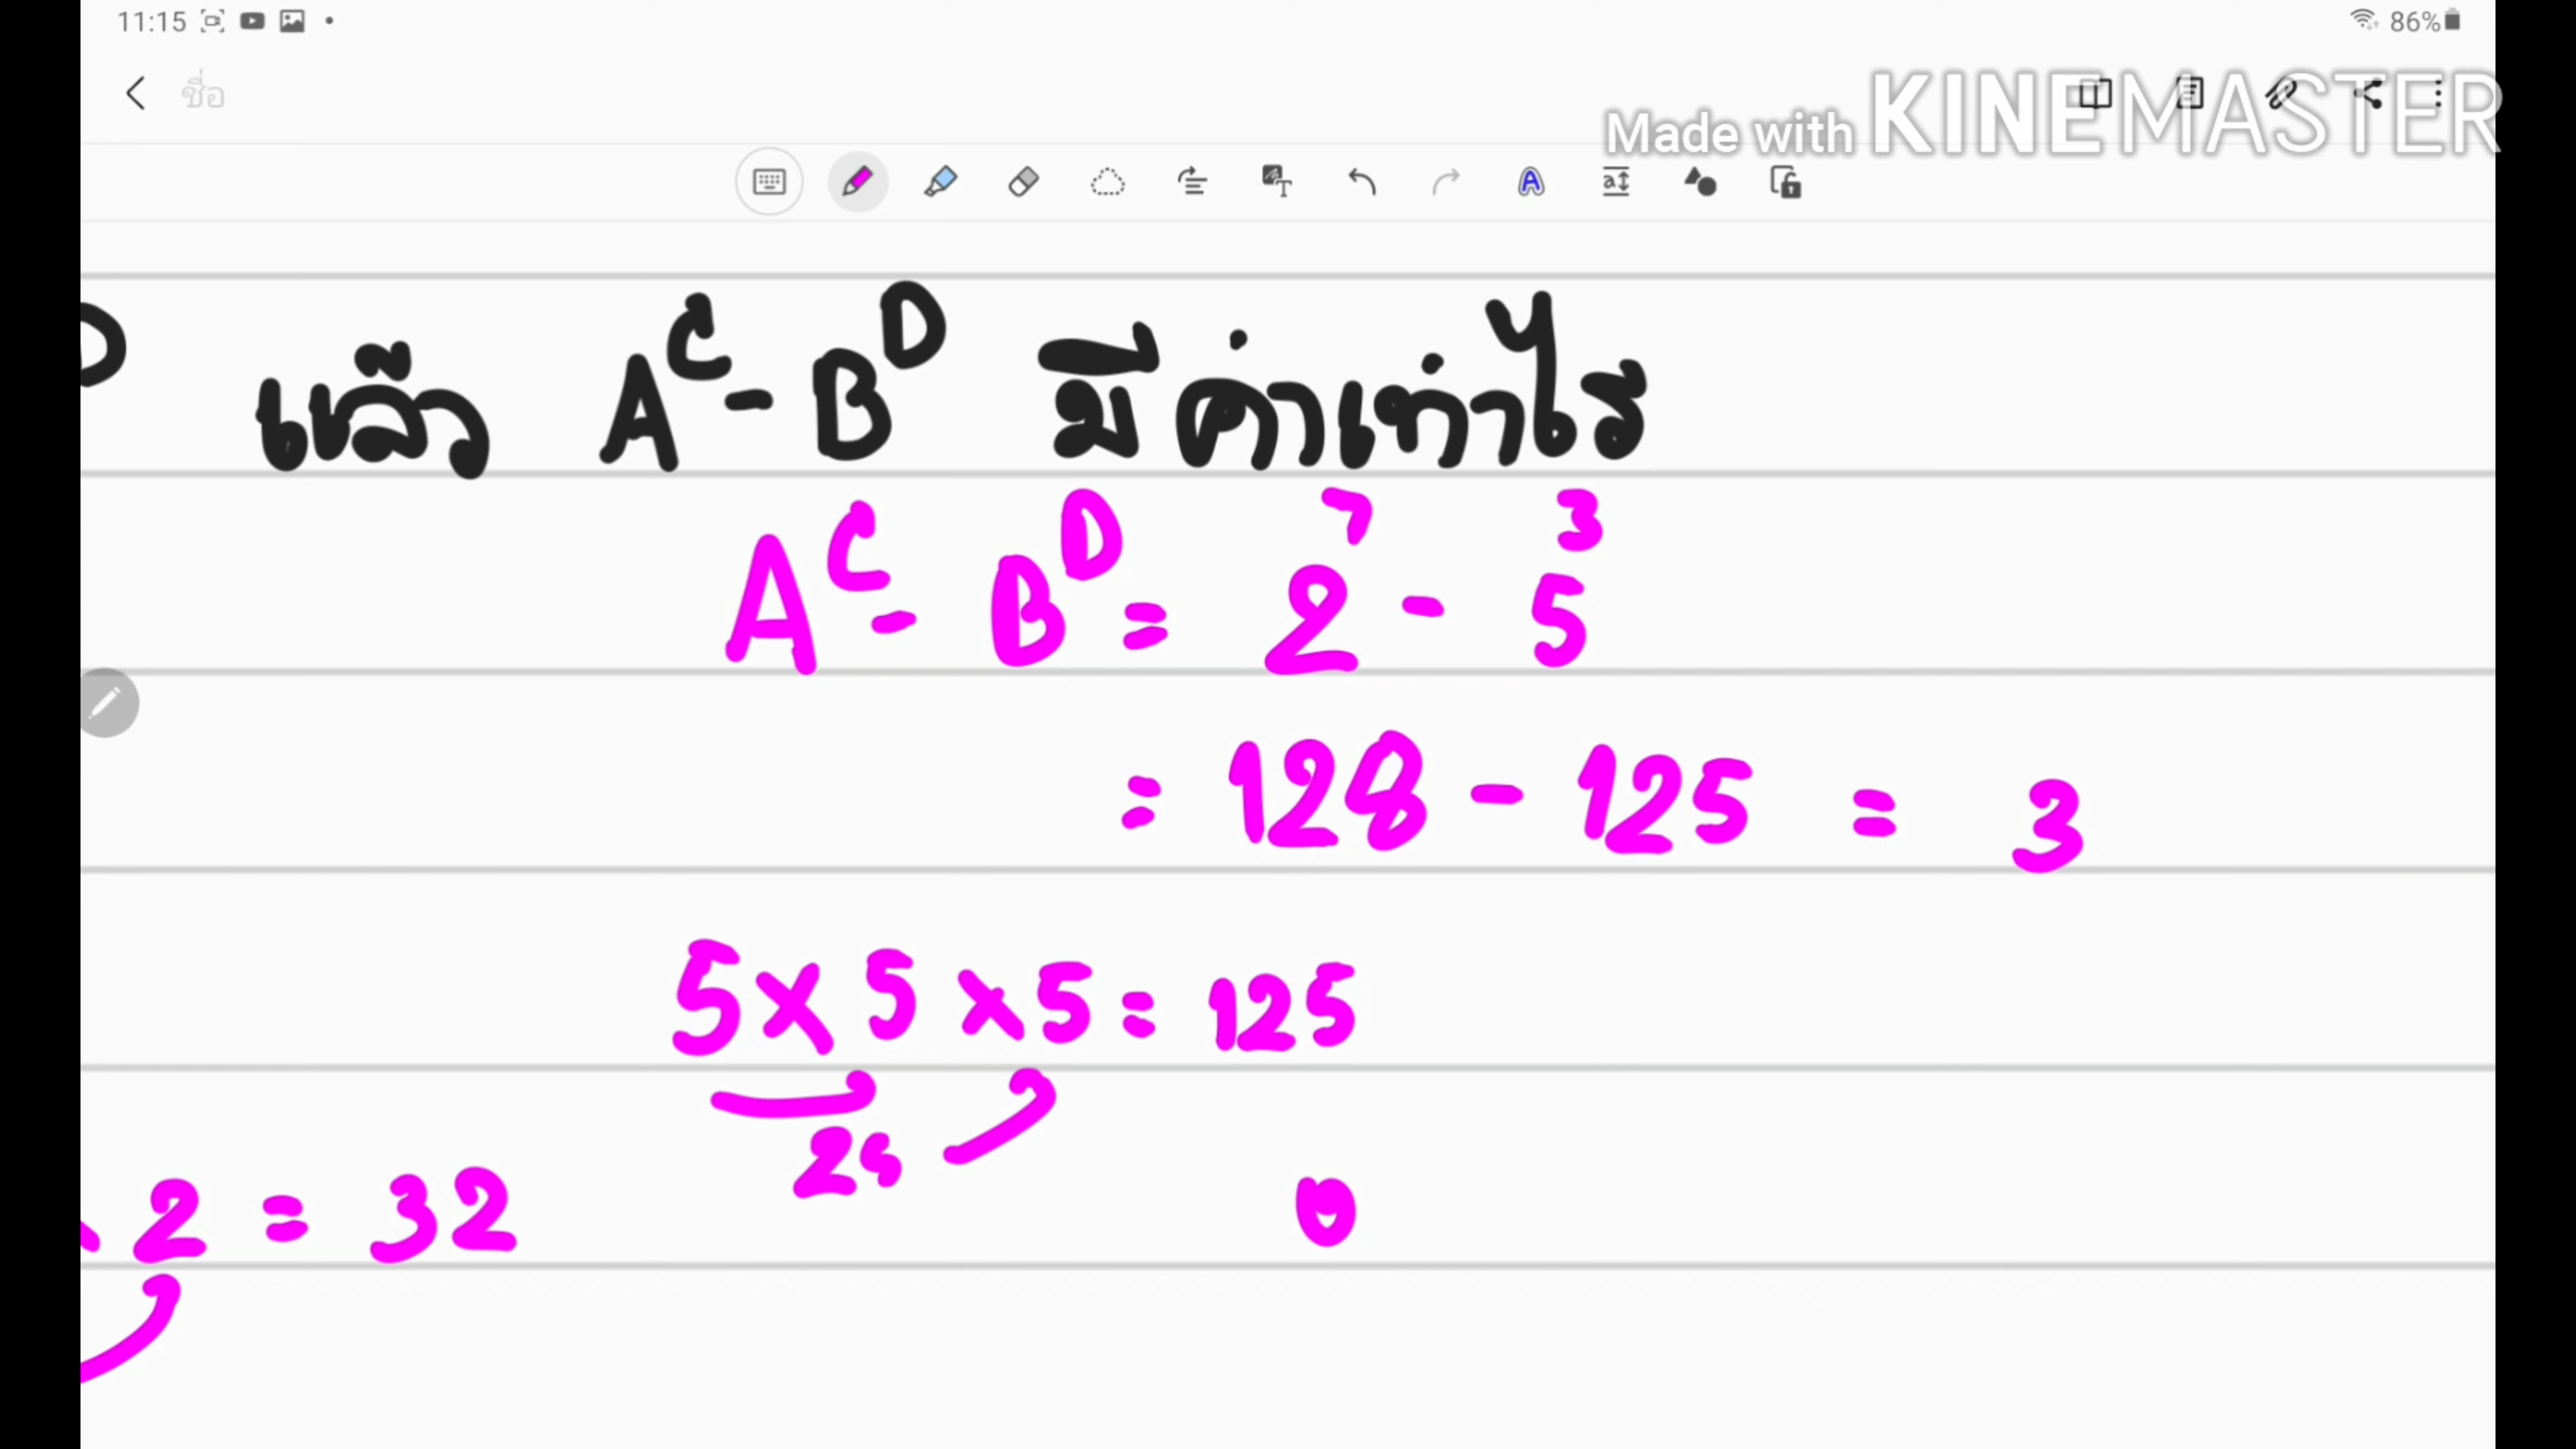 11:15 86%
ชื่อ
Made with KINEMASTER
D แล้ว A^C - B^D มีค่าเท่าไร
A^C - B^D = 2^7 - 5^3
= 128 - 125 = 3
5 × 5 × 5 = 125
25
× 2 = 32